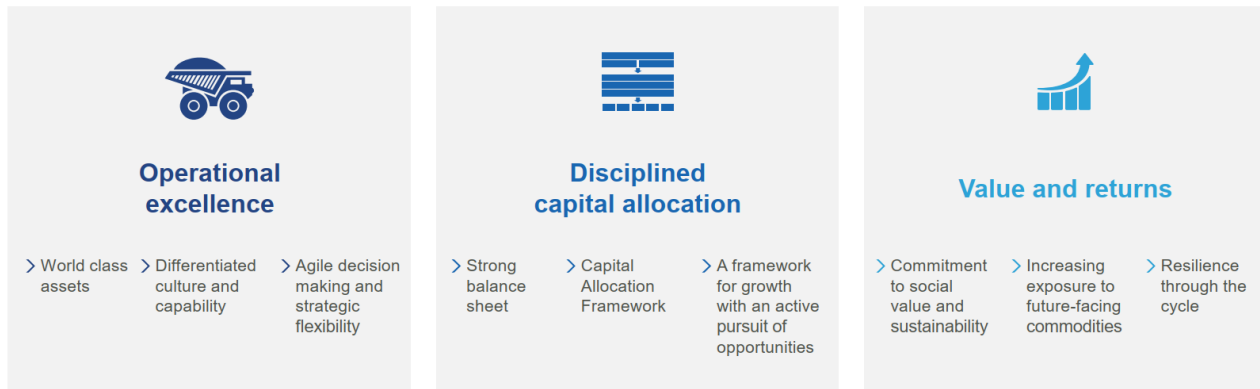 Operational
excellence
World class
assets
Differentiated
culture and
capability
Agile decision
making and
strategic
flexibility
Disciplined
capital allocation
Strong
balance
sheet
Capital
Allocation
Framework
A framework
for growth
with an active
pursuit of
opportunities
Value and returns
Commitment
to social
value and
sustainability
Increasing
exposure to
future-facing
commodities
Resilience
through the
cycle